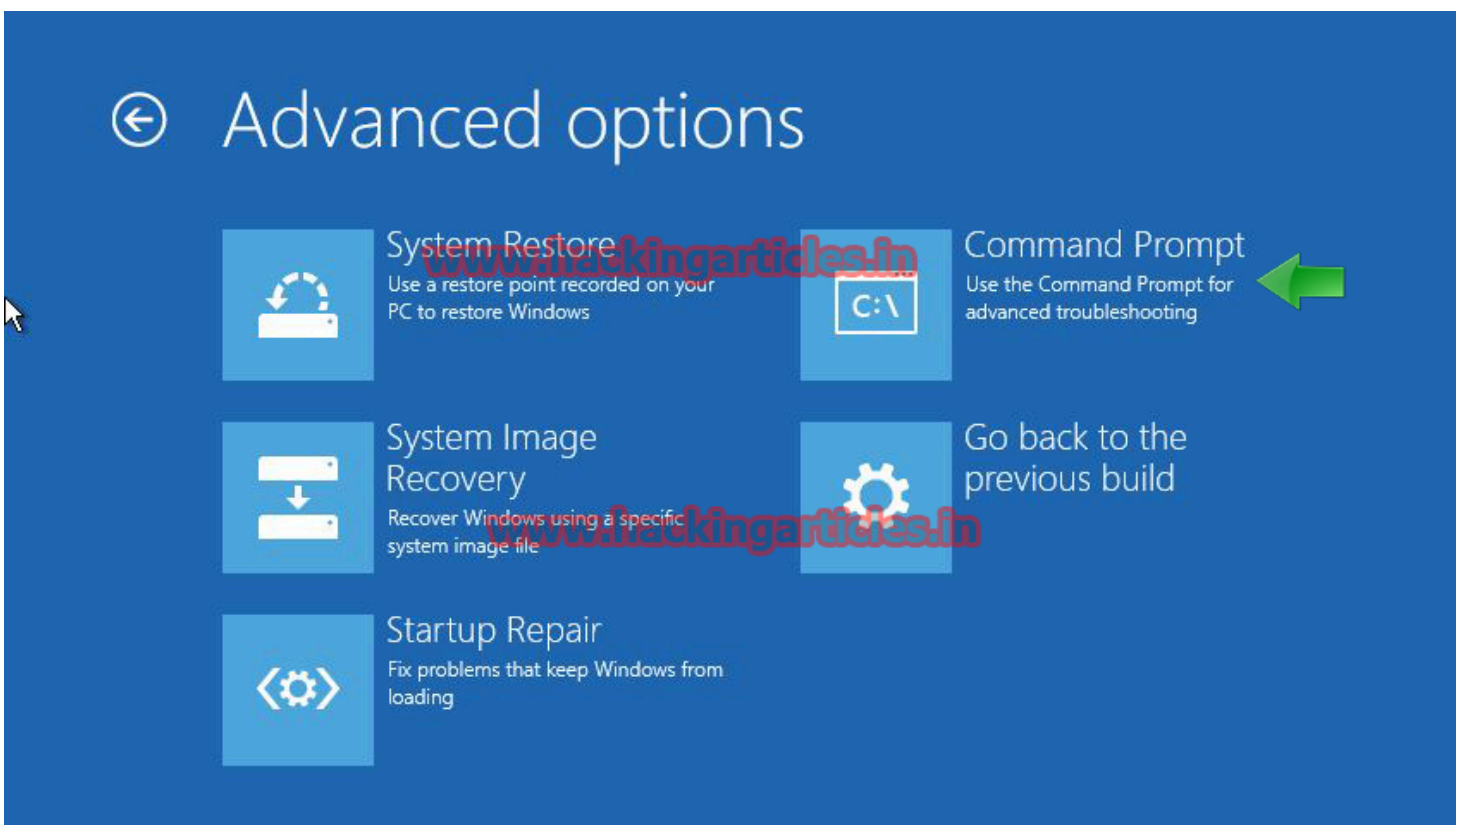 Advanced options
System Restore
Use a restore point recorded on your
PC to restore Windows
Command Prompt
Use the Command Prompt for
advanced troubleshooting
C:\
www.hackingarticles.in
System Image
Recovery
Recover Windows using a specific
system image file
Go back to the
previous build
www.hackingarticles.in
Startup Repair
Fix problems that keep Windows from
loading